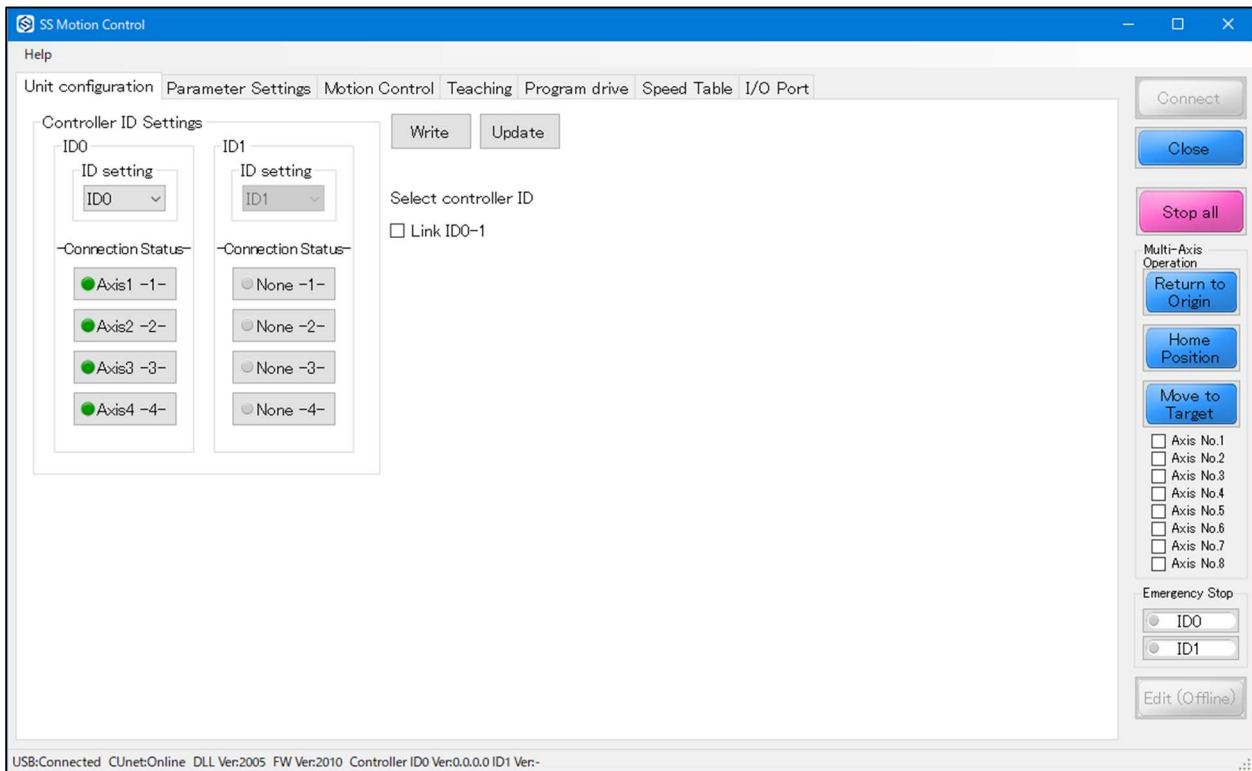 SS Motion Control
Help
Unit configuration Parameter Settings Motion Control Teaching Program drive Speed Table I/O Port
Controller ID Settings
ID0
ID setting
ID0
-Connection Status-
Axis1 -1-
Axis2 -2-
Axis3 -3-
Axis4 -4-
ID1
ID setting
ID1
-Connection Status-
None -1-
None -2-
None -3-
None -4-
Write Update
Select controller ID
Link ID0-1
Connect
Close
Stop all
Multi-Axis
Operation
Return to
Origin
Home
Position
Move to
Target
Axis No.1
Axis No.2
Axis No.3
Axis No.4
Axis No.5
Axis No.6
Axis No.7
Axis No.8
Emergency Stop
ID0
ID1
Edit (Offline)
USB:Connected CUnet:Online DLL Ver:2005 FW Ver:2010 Controller ID0 Ver:0.0.0.0 ID1 Ver:-